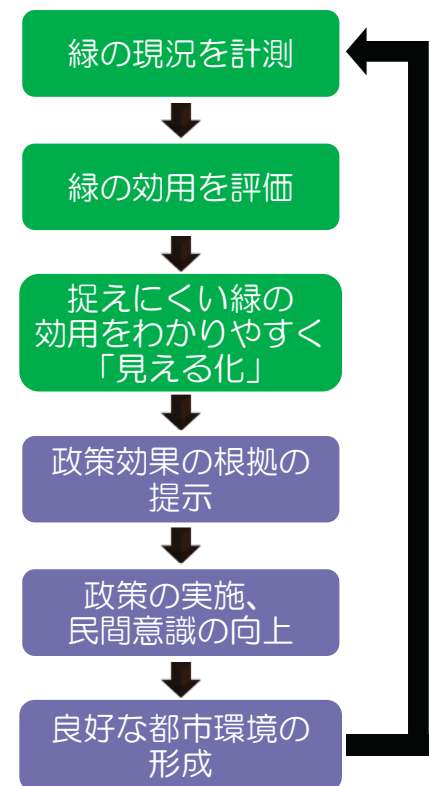 緑の現況を計測
緑の効用を評価
捉えにくい緑の
効用をわかりやすく
「見える化」
政策効果の根拠の
提示
政策の実施、
民間意識の向上
良好な都市環境の
形成